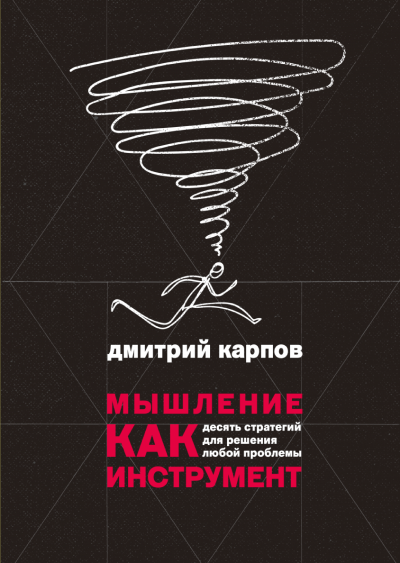 дмитрий карпов
МЫШЛЕНИЕ
КАК
десять стратегий
для решения
любой проблемы
ИНСТРУМЕНТ